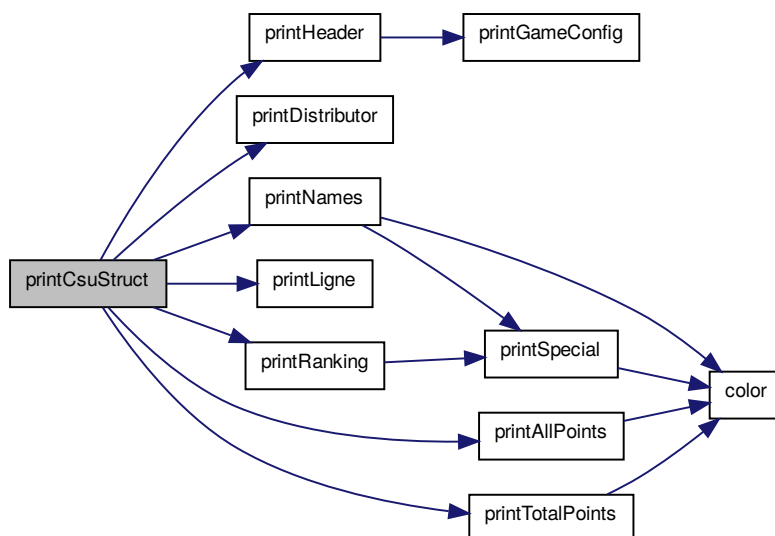 printHeader
printGameConfig
printDistributor
printNames
printCsuStruct
printLigne
printSpecial
printRanking
color
printAllPoints
printTotalPoints